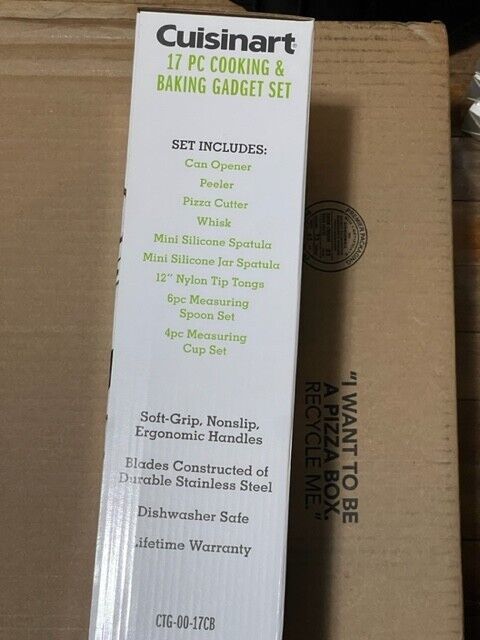 Cuisinart
17 PC COOKING &
BAKING GADGET SET
SET INCLUDES:
Can Opener
Peeler
Pizza Cutter
Whisk
Mini Silicone Spatula
Mini Silicone Jar Spatula
12" Nylon Tip Tongs
6pc Measuring
Spoon Set
4pc Measuring
Cup Set
Soft-Grip, Nonslip,
Ergonomic Handles
Blades Constructed of
Durable Stainless Steel
Dishwasher Safe
Lifetime Warranty
CTG-00-17CB
"I WANT TO BE
A PIZZA BOX.
RECYCLE ME."